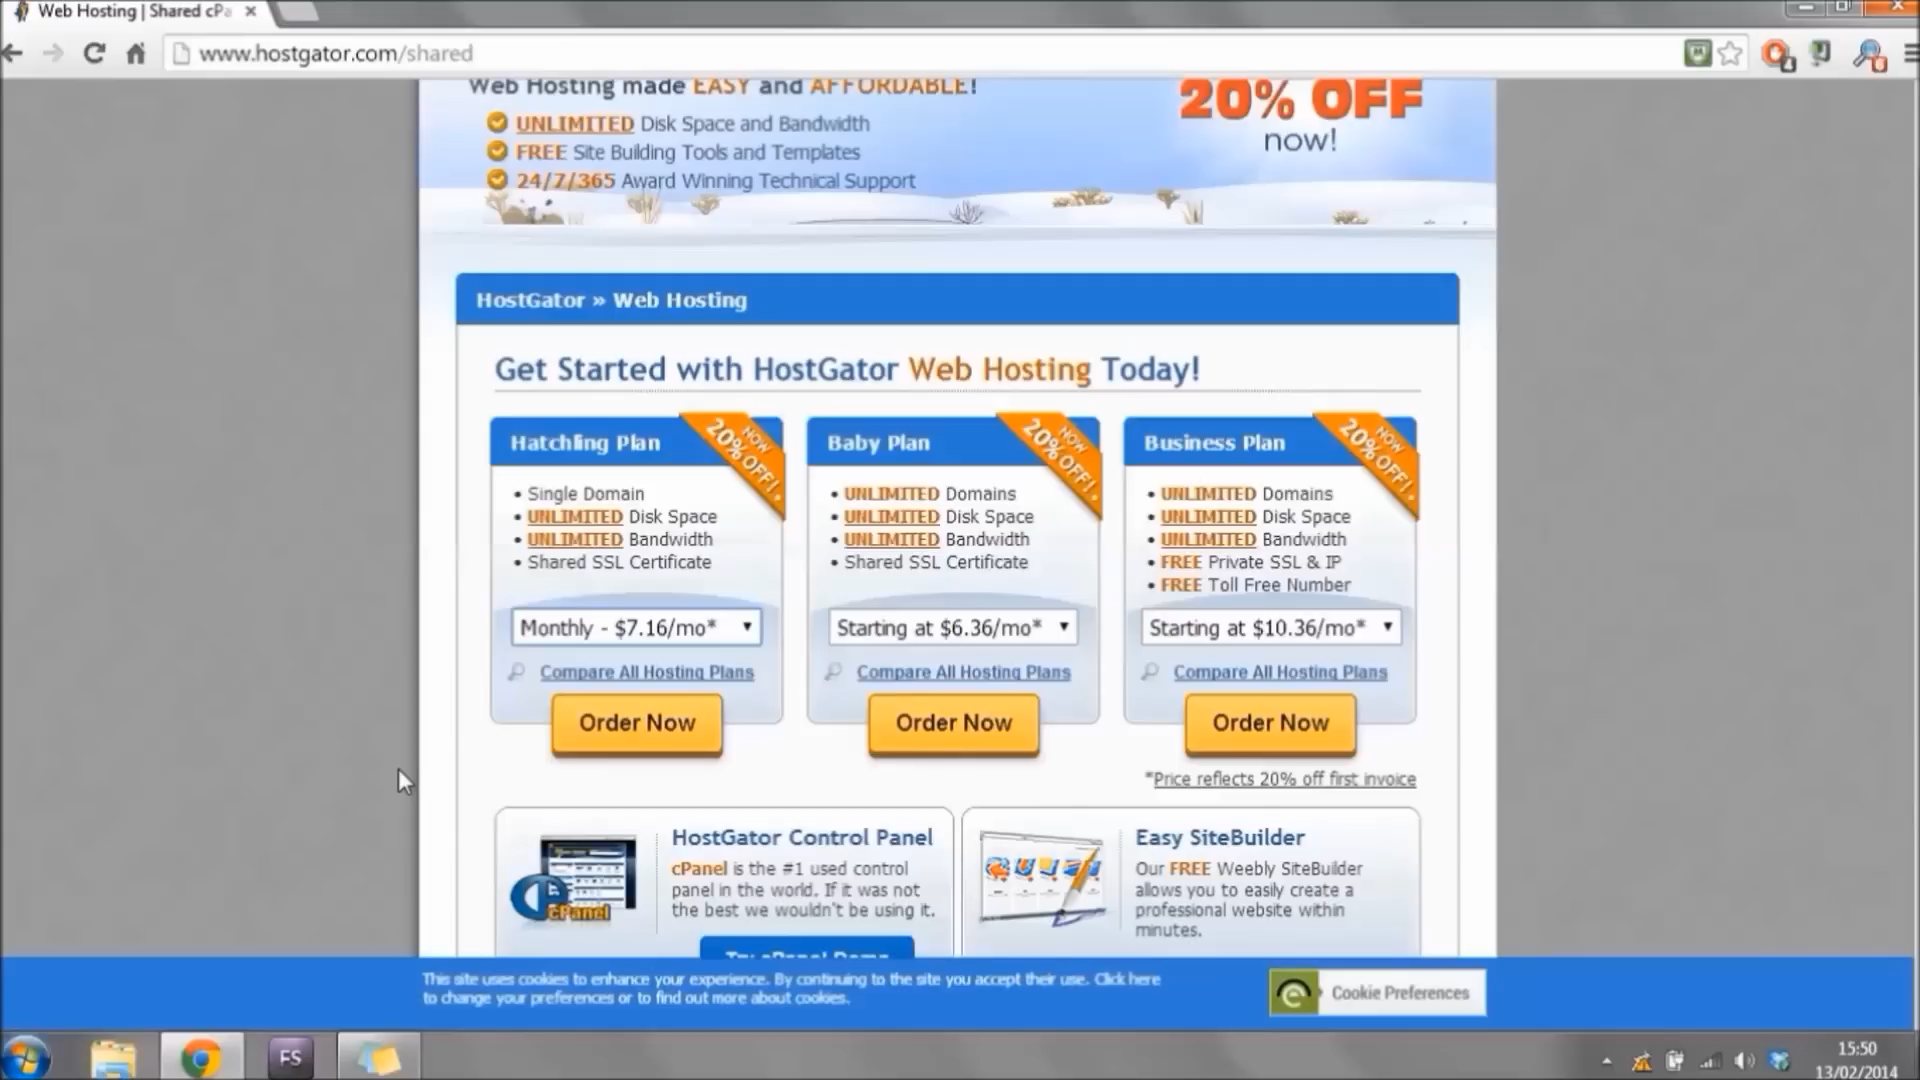 Web Hosting | Shared cPa
www.hostgator.com/shared
Web Hosting made EASY and AFFORDABLE!
UNLIMITED Disk Space and Bandwidth
FREE Site Building Tools and Templates
24/7/365 Award Winning Technical Support
20% OFF
now!
HostGator » Web Hosting
Get Started with HostGator Web Hosting Today!
Hatchling Plan
NOW
20% OFF!
• Single Domain
• UNLIMITED Disk Space
• UNLIMITED Bandwidth
• Shared SSL Certificate
Monthly - $7.16/mo*
Compare All Hosting Plans
Order Now
Baby Plan
NOW
20% OFF!
• UNLIMITED Domains
• UNLIMITED Disk Space
• UNLIMITED Bandwidth
• Shared SSL Certificate
Starting at $6.36/mo*
Compare All Hosting Plans
Order Now
Business Plan
NOW
20% OFF!
• UNLIMITED Domains
• UNLIMITED Disk Space
• UNLIMITED Bandwidth
• FREE Private SSL & IP
• FREE Toll Free Number
Starting at $10.36/mo*
Compare All Hosting Plans
Order Now
*Price reflects 20% off first invoice
cPanel
HostGator Control Panel
cPanel is the #1 used control
panel in the world. If it was not
the best we wouldn't be using it.
Try cPanel Demo
Easy SiteBuilder
Our FREE Weebly SiteBuilder
allows you to easily create a
professional website within
minutes.
This site uses cookies to enhance your experience. By continuing to the site you accept their use. Click here
to change your preferences or to find out more about cookies.
Cookie Preferences
FS
15:50
13/02/2014